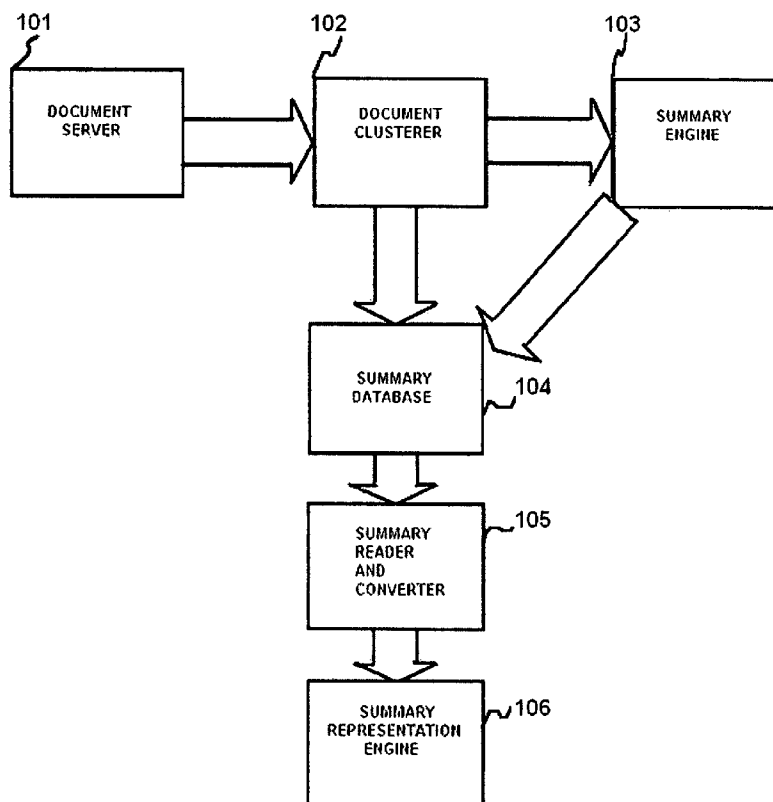 101
102
103
DOCUMENT
SERVER
DOCUMENT
CLUSTERER
SUMMARY
ENGINE
SUMMARY
DATABASE
104
SUMMARY
READER
AND
CONVERTER
105
SUMMARY
REPRESENTATION
ENGINE
106